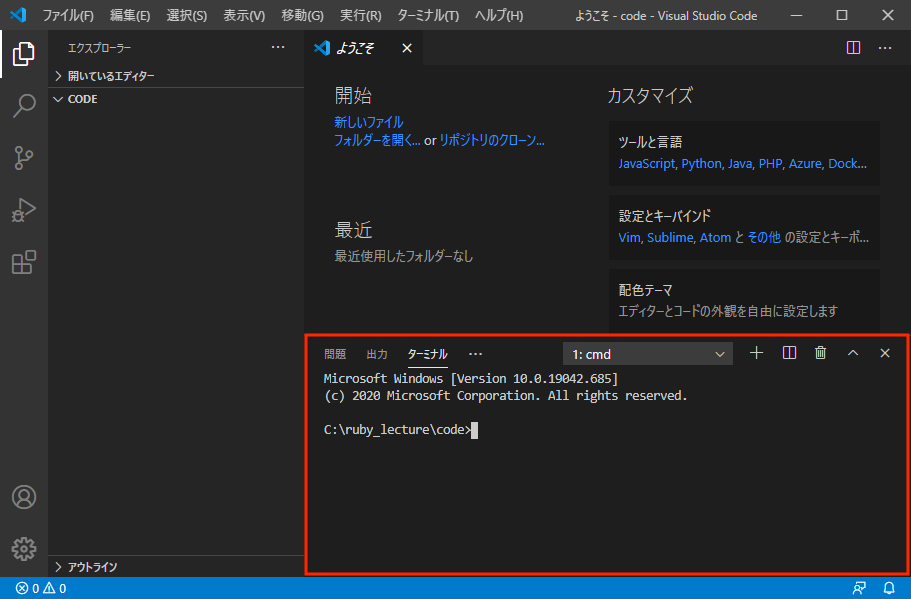 ファイル(F) 編集(E) 選択(S) 表示(V) 移動(G) 実行(R) ターミナル(T) ヘルプ(H) ようこそ - code - Visual Studio Code
エクスプローラー
開いているエディター
CODE
アウトライン
ようこそ
開始
新しいファイル
フォルダーを開く... or リポジトリのクローン...
最近
最近使用したフォルダーなし
カスタマイズ
ツールと言語
JavaScript, Python, Java, PHP, Azure, Dock...
設定とキーバインド
Vim, Sublime, Atom と その他 の設定とキーボ...
配色テーマ
エディターとコードの外観を自由に設定します
問題 出力 ターミナル 1: cmd
Microsoft Windows [Version 10.0.19042.685]
(c) 2020 Microsoft Corporation. All rights reserved.
C:\ruby_lecture\code>
0 0